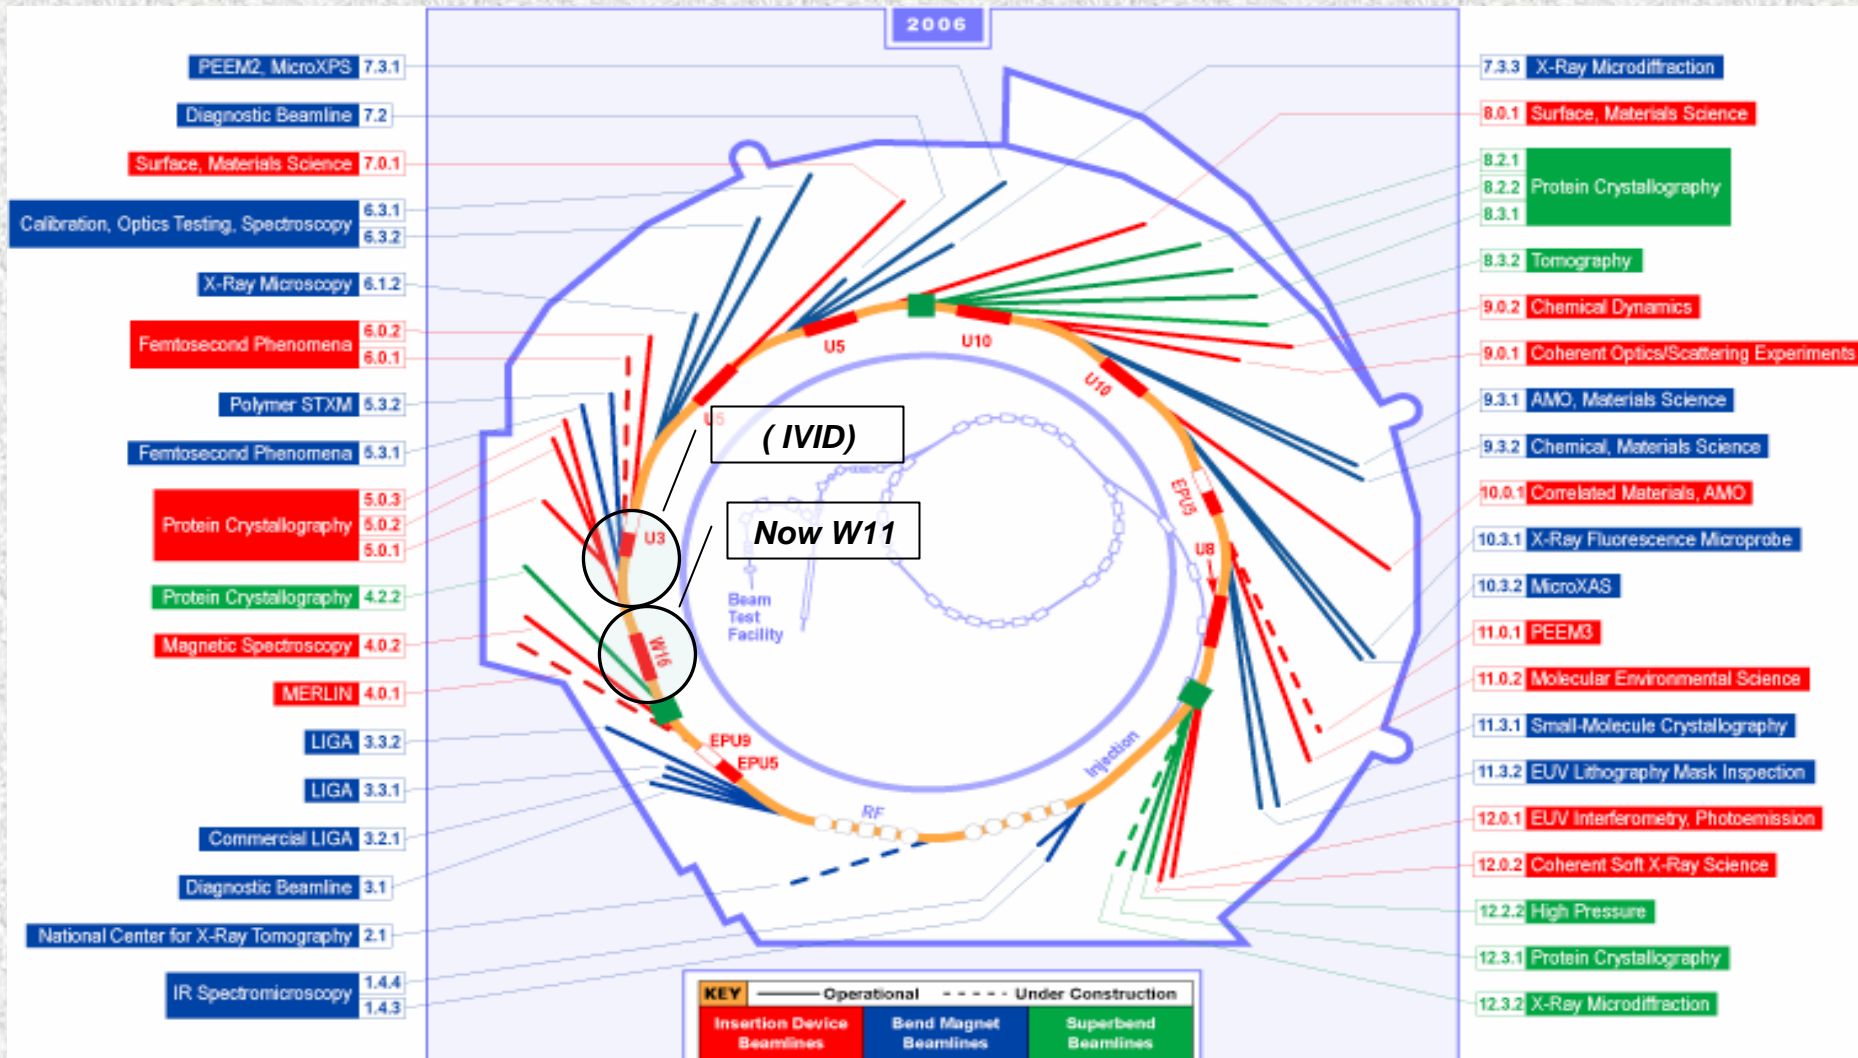 2006
PEEM2, MicroXPS 7.3.1
Diagnostic Beamline 7.2
Surface, Materials Science 7.0.1
Calibration, Optics Testing, Spectroscopy
6.3.1
6.3.2
X-Ray Microscopy 6.1.2
Femtosecond Phenomena
6.0.2
6.0.1
Polymer STXM 5.3.2
Femtosecond Phenomena 5.3.1
Protein Crystallography
5.0.3
5.0.2
5.0.1
Protein Crystallography 4.2.2
Magnetic Spectroscopy 4.0.2
MERLIN 4.0.1
LIGA 3.3.2
LIGA 3.3.1
Commercial LIGA 3.2.1
Diagnostic Beamline 3.1
National Center for X-Ray Tomography 2.1
IR Spectromicroscopy
1.4.4
1.4.3
U5
U10
U10
U5
( IVID)
Now W11
U3
W16
EPU5
U8
Beam
Test
Facility
EPU9
EPU5
RF
Injection
7.3.3 X-Ray Microdiffraction
8.0.1 Surface, Materials Science
8.2.1
8.2.2
8.3.1
Protein Crystallography
8.3.2 Tomography
9.0.2 Chemical Dynamics
9.0.1 Coherent Optics/Scattering Experiments
9.3.1 AMO, Materials Science
9.3.2 Chemical, Materials Science
10.0.1 Correlated Materials, AMO
10.3.1 X-Ray Fluorescence Microprobe
10.3.2 MicroXAS
11.0.1 PEEM3
11.0.2 Molecular Environmental Science
11.3.1 Small-Molecule Crystallography
11.3.2 EUV Lithography Mask Inspection
12.0.1 EUV Interferometry, Photoemission
12.0.2 Coherent Soft X-Ray Science
12.2.2 High Pressure
12.3.1 Protein Crystallography
12.3.2 X-Ray Microdiffraction
KEY Operational Under Construction
Insertion Device
Beamlines
Bend Magnet
Beamlines
Superbend
Beamlines